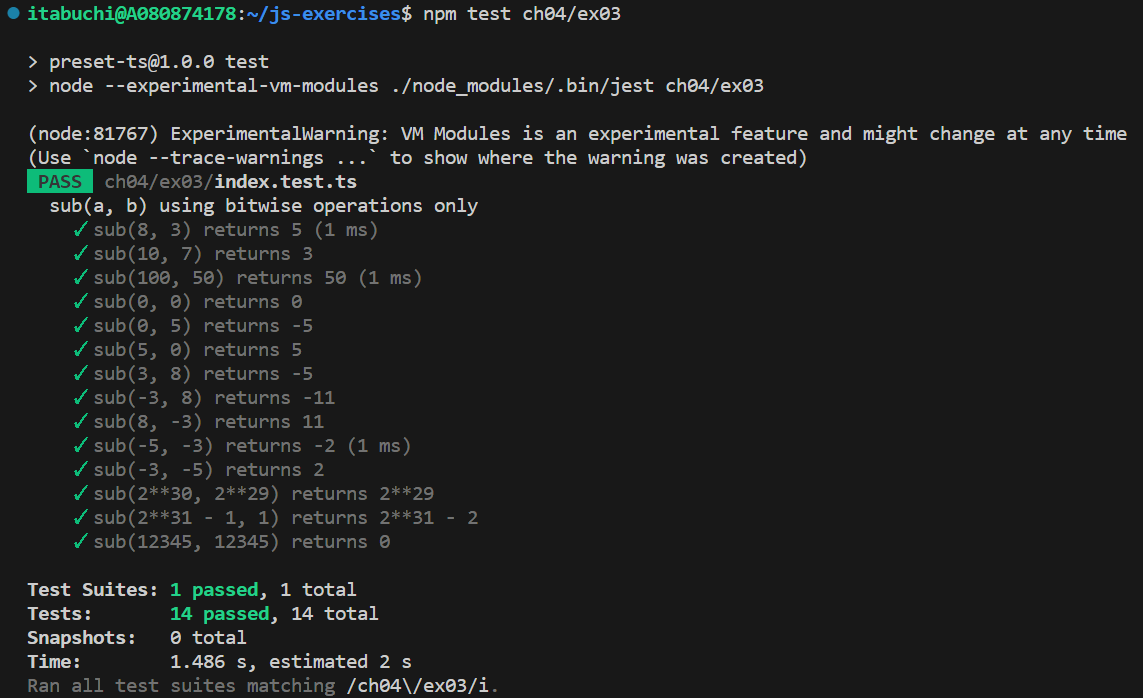 itabuchi@A080874178:~/js-exercises$ npm test ch04/ex03
> preset-ts@1.0.0 test
> node --experimental-vm-modules ./node_modules/.bin/jest ch04/ex03
(node:81767) ExperimentalWarning: VM Modules is an experimental feature and might change at any time
(Use `node --trace-warnings ...` to show where the warning was created)
PASS ch04/ex03/index.test.ts
sub(a, b) using bitwise operations only
✓ sub(8, 3) returns 5 (1 ms)
✓ sub(10, 7) returns 3
✓ sub(100, 50) returns 50 (1 ms)
✓ sub(0, 0) returns 0
✓ sub(0, 5) returns -5
✓ sub(5, 0) returns 5
✓ sub(3, 8) returns -5
✓ sub(-3, 8) returns -11
✓ sub(8, -3) returns 11
✓ sub(-5, -3) returns -2 (1 ms)
✓ sub(-3, -5) returns 2
✓ sub(2**30, 2**29) returns 2**29
✓ sub(2**31 - 1, 1) returns 2**31 - 2
✓ sub(12345, 12345) returns 0
Test Suites: 1 passed, 1 total
Tests: 14 passed, 14 total
Snapshots: 0 total
Time: 1.486 s, estimated 2 s
Ran all test suites matching /ch04\/ex03/i.